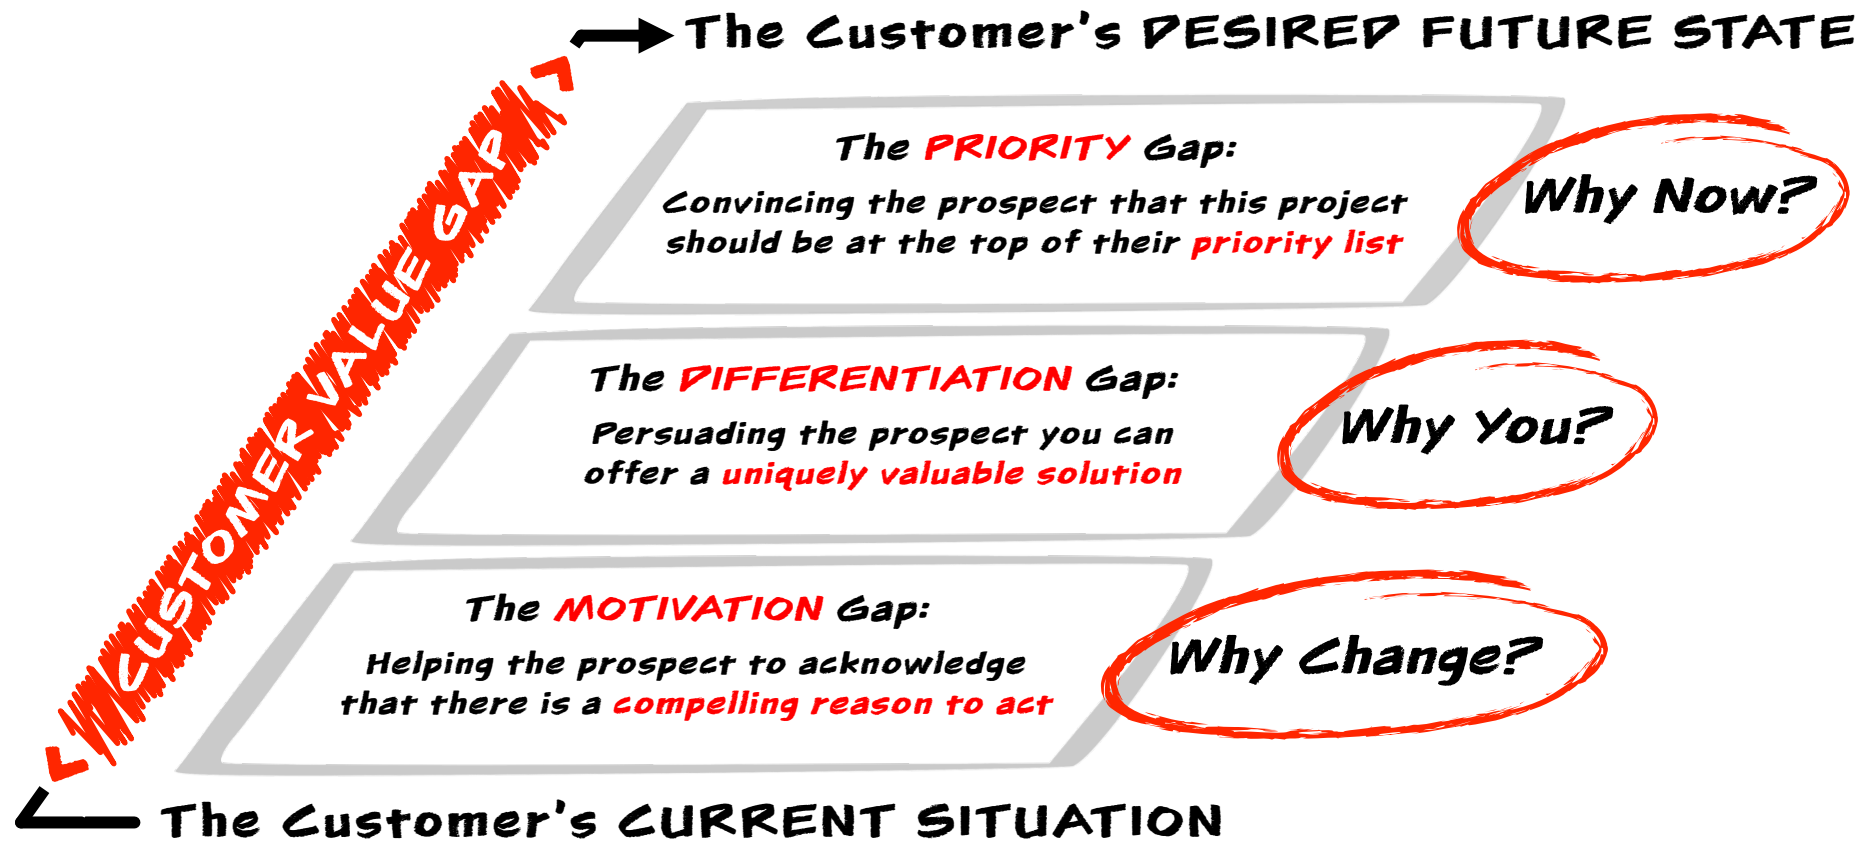 The Customer's DESIRED FUTURE STATE
CUSTOMER VALUE GAP
The PRIORITY Gap:
Convincing the prospect that this project
should be at the top of their priority list
Why Now?
The DIFFERENTIATION Gap:
Persuading the prospect you can
offer a uniquely valuable solution
Why You?
The MOTIVATION Gap:
Helping the prospect to acknowledge
that there is a compelling reason to act
Why Change?
The Customer's CURRENT SITUATION